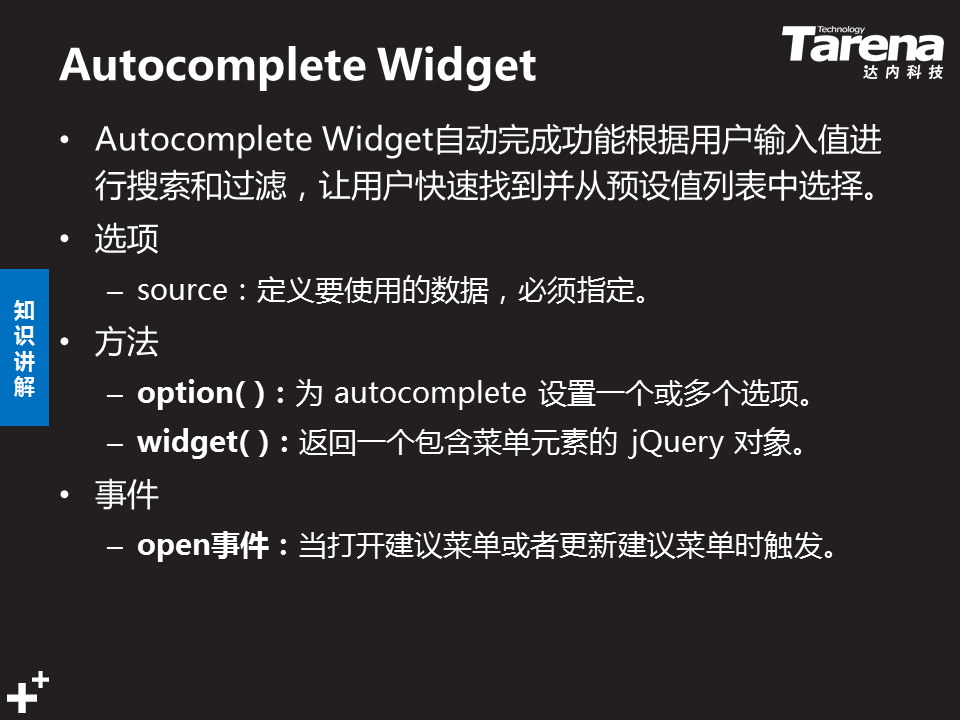 Autocomplete Widget
Technology
Tarena
达内科技
• Autocomplete Widget自动完成功能根据用户输入值进
行搜索和过滤，让用户快速找到并从预设值列表中选择。
• 选项
– source：定义要使用的数据，必须指定。
• 方法
– option( )：为 autocomplete 设置一个或多个选项。
– widget( )：返回一个包含菜单元素的 jQuery 对象。
• 事件
– open事件：当打开建议菜单或者更新建议菜单时触发。
知
识
讲
解